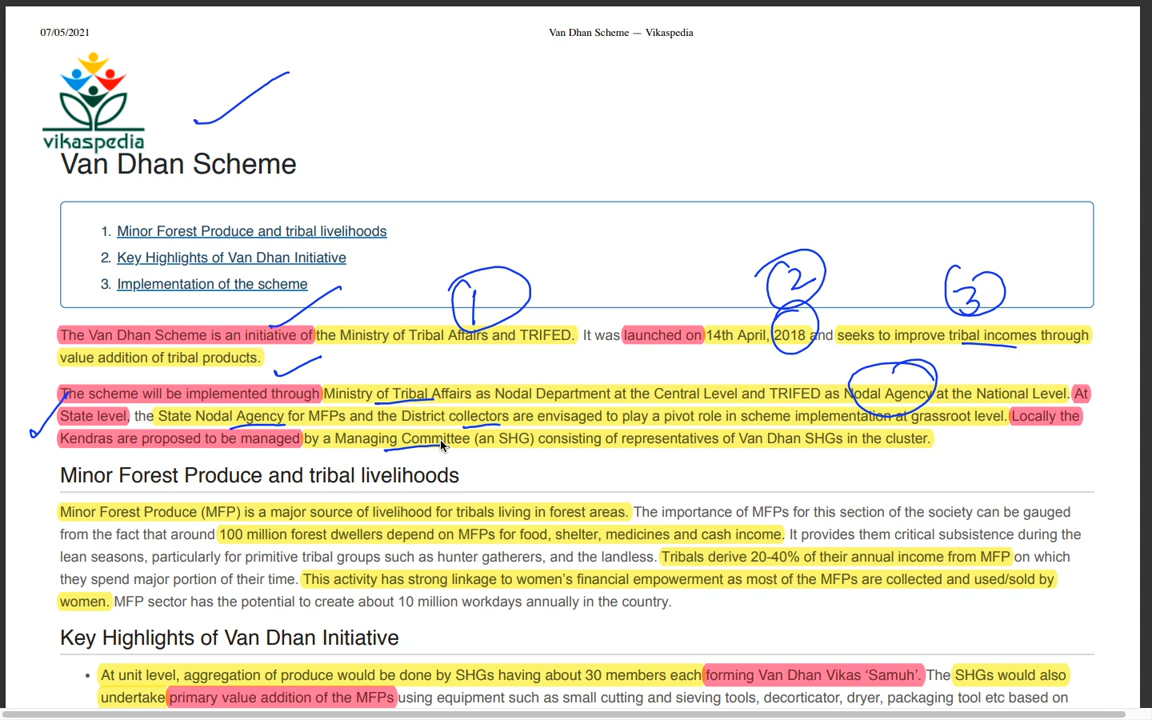 07/05/2021
Van Dhan Scheme — Vikaspedia
vikaspedia
Van Dhan Scheme
1. Minor Forest Produce and tribal livelihoods
2. Key Highlights of Van Dhan Initiative
3. Implementation of the scheme
1
2
3
The Van Dhan Scheme is an initiative of the Ministry of Tribal Affairs and TRIFED. It was launched on 14th April, 2018 and seeks to improve tribal incomes through
value addition of tribal products.
The scheme will be implemented through Ministry of Tribal Affairs as Nodal Department at the Central Level and TRIFED as Nodal Agency at the National Level. At
State level the State Nodal Agency for MFPs and the District collectors are envisaged to play a pivot role in scheme implementation at grassroot level. Locally the
Kendras are proposed to be managed by a Managing Committee (an SHG) consisting of representatives of Van Dhan SHGs in the cluster.
Minor Forest Produce and tribal livelihoods
Minor Forest Produce (MFP) is a major source of livelihood for tribals living in forest areas. The importance of MFPs for this section of the society can be gauged
from the fact that around 100 million forest dwellers depend on MFPs for food, shelter, medicines and cash income. It provides them critical subsistence during the
lean seasons, particularly for primitive tribal groups such as hunter gatherers, and the landless. Tribals derive 20-40% of their annual income from MFP on which
they spend major portion of their time. This activity has strong linkage to women's financial empowerment as most of the MFPs are collected and used/sold by
women. MFP sector has the potential to create about 10 million workdays annually in the country.
Key Highlights of Van Dhan Initiative
• At unit level, aggregation of produce would be done by SHGs having about 30 members each forming Van Dhan Vikas 'Samuh'. The SHGs would also
undertake primary value addition of the MFPs using equipment such as small cutting and sieving tools, decorticator, dryer, packaging tool etc based on